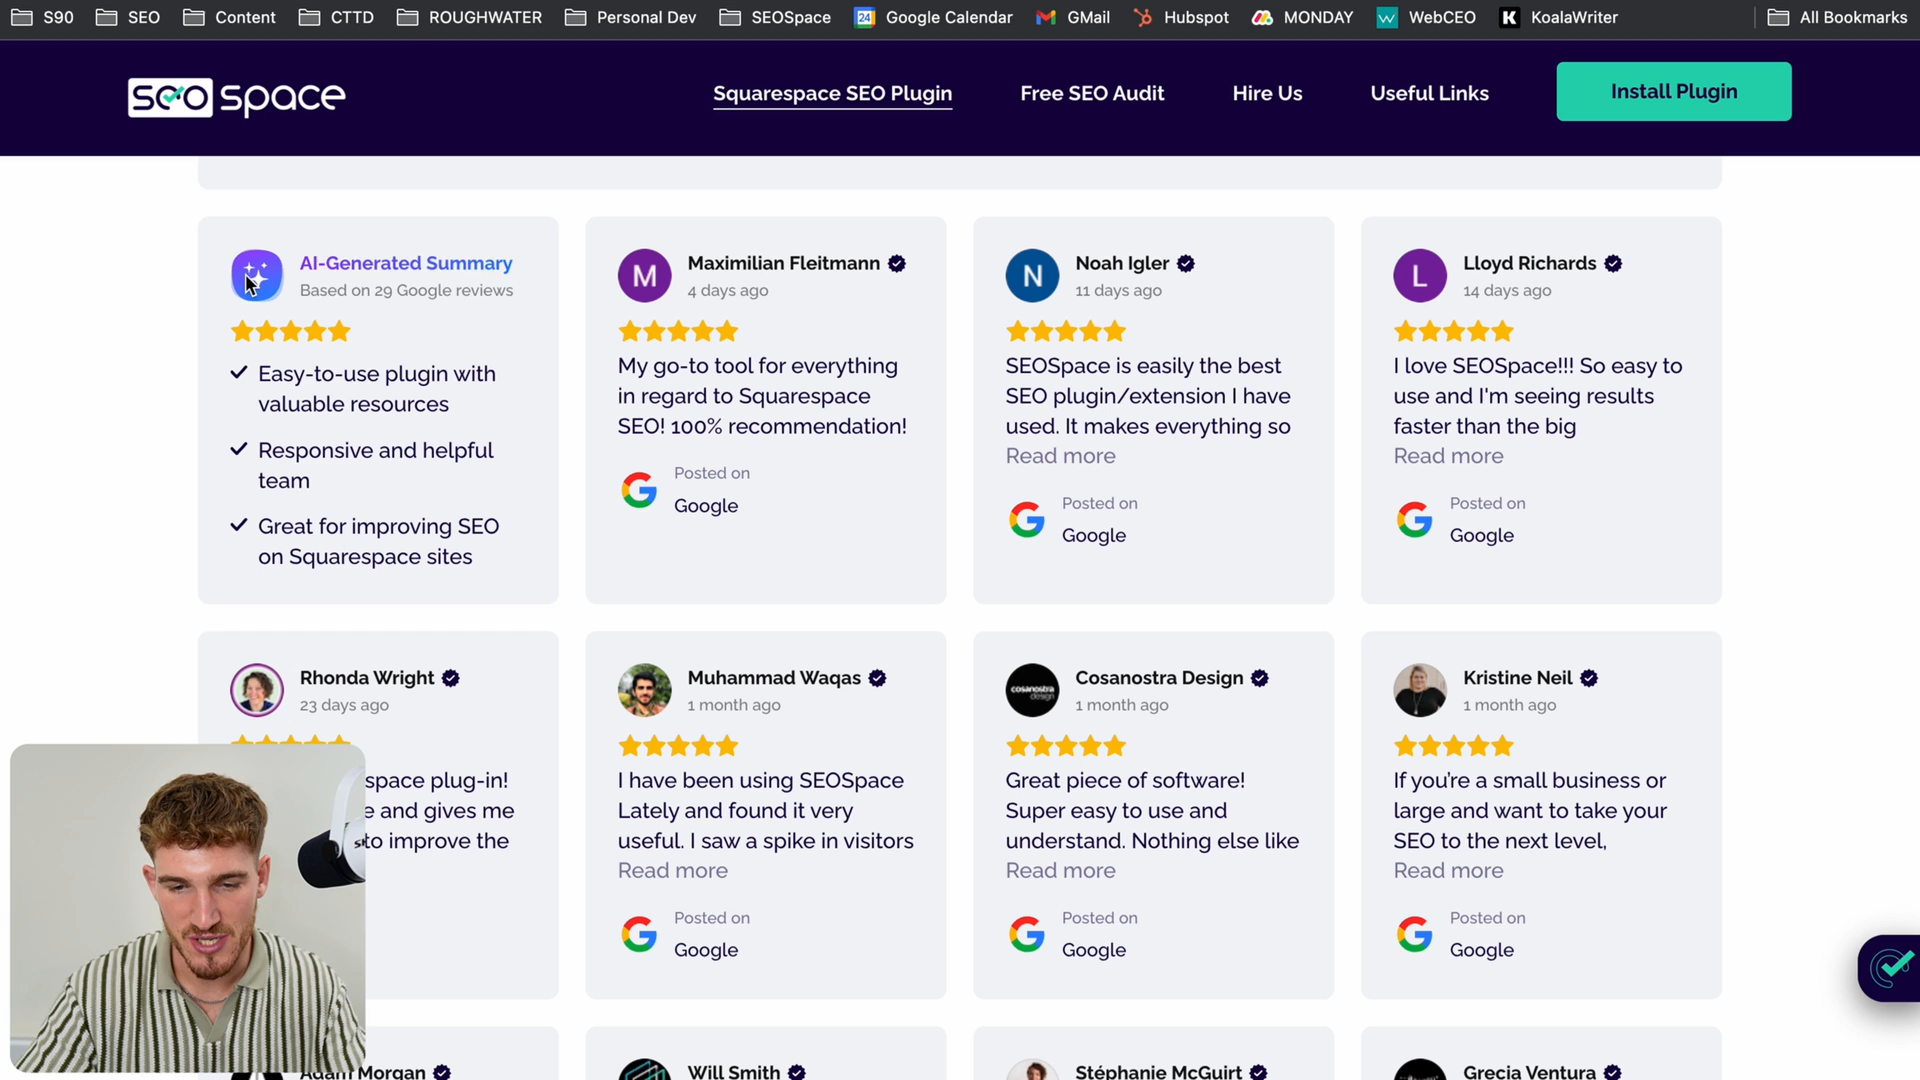 S90 SEO Content CTTD ROUGHWATER Personal Dev SEOSpace 24 Google Calendar GMail Hubspot MONDAY WebCEO K KoalaWriter All Bookmarks
seo space Squarespace SEO Plugin Free SEO Audit Hire Us Useful Links Install Plugin
AI-Generated Summary
Based on 29 Google reviews
Easy-to-use plugin with
valuable resources
Responsive and helpful
team
Great for improving SEO
on Squarespace sites
M
Maximilian Fleitmann
4 days ago
My go-to tool for everything
in regard to Squarespace
SEO! 100% recommendation!
Posted on
Google
N
Noah Igler
11 days ago
SEOSpace is easily the best
SEO plugin/extension I have
used. It makes everything so
Read more
Posted on
Google
L
Lloyd Richards
14 days ago
I love SEOSpace!!! So easy to
use and I'm seeing results
faster than the big
Read more
Posted on
Google
Rhonda Wright
23 days ago
space plug-in!
e and gives me
to improve the
Muhammad Waqas
1 month ago
I have been using SEOSpace
Lately and found it very
useful. I saw a spike in visitors
Read more
Posted on
Google
cosanostra
design
Cosanostra Design
1 month ago
Great piece of software!
Super easy to use and
understand. Nothing else like
Read more
Posted on
Google
Kristine Neil
1 month ago
If you're a small business or
large and want to take your
SEO to the next level,
Read more
Posted on
Google
Adam Morgan
Will Smith
Stéphanie McGuirt
Grecia Ventura